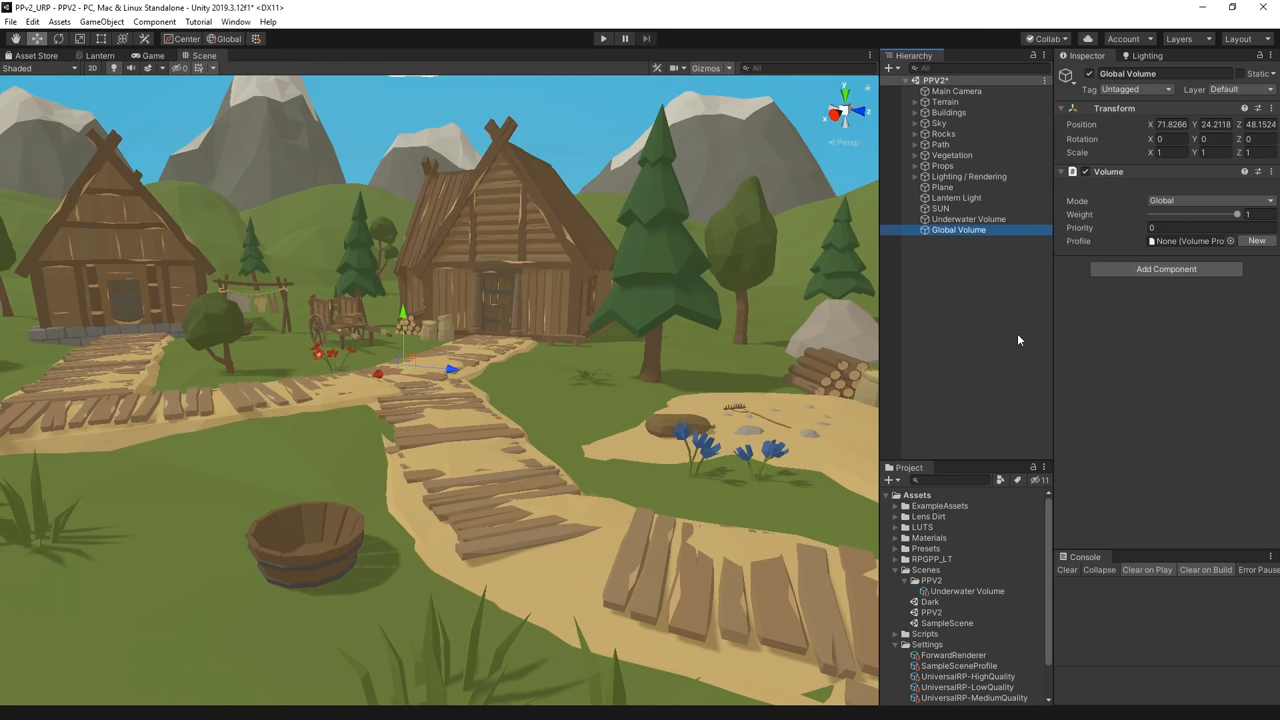 PPv2_URP - PPV2 - PC, Mac & Linux Standalone - Unity 2019.3.12f1* <DX11>
File Edit Assets GameObject Component Tutorial Window Help
Center Global Collab Account Layers Layout
Asset Store Lantern Game Scene
Shaded 2D 0 Gizmos All
y
x
z
Persp
Hierarchy
All
PPV2*
Main Camera
Terrain
Buildings
Sky
Rocks
Path
Vegetation
Props
Lighting / Rendering
Plane
Lantern Light
SUN
Underwater Volume
Global Volume
Project
11
Assets
ExampleAssets
Lens Dirt
LUTS
Materials
Presets
RPGPP_LT
Scenes
PPV2
Underwater Volume
Dark
PPV2
SampleScene
Scripts
Settings
ForwardRenderer
SampleSceneProfile
UniversalRP-HighQuality
UniversalRP-LowQuality
UniversalRP-MediumQuality
Inspector Lighting
Global Volume Static
Tag Untagged Layer Default
Transform
Position X 71.8266 Y 24.2118 Z 48.1524
Rotation X 0 Y 0 Z 0
Scale X 1 Y 1 Z 1
Volume
Mode Global
Weight 1
Priority 0
Profile None (Volume Pro New
Add Component
Console
Clear Collapse Clear on Play Clear on Build Error Pause